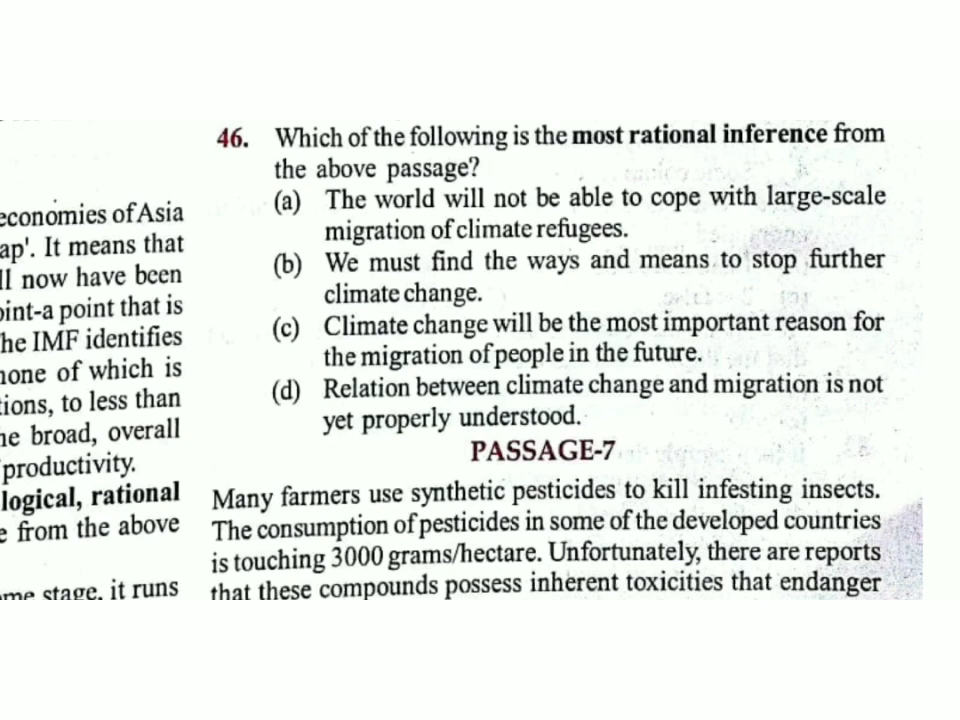 economies of Asia
ap'. It means that
ll now have been
oint-a point that is
he IMF identifies
none of which is
tions, to less than
he broad, overall
productivity.
logical, rational
e from the above
me stage, it runs
46. Which of the following is the most rational inference from
the above passage?
(a) The world will not be able to cope with large-scale
migration of climate refugees.
(b) We must find the ways and means to stop further
climate change.
(c) Climate change will be the most important reason for
the migration of people in the future.
(d) Relation between climate change and migration is not
yet properly understood.
PASSAGE-7
Many farmers use synthetic pesticides to kill infesting insects.
The consumption of pesticides in some of the developed countries
is touching 3000 grams/hectare. Unfortunately, there are reports
that these compounds possess inherent toxicities that endanger